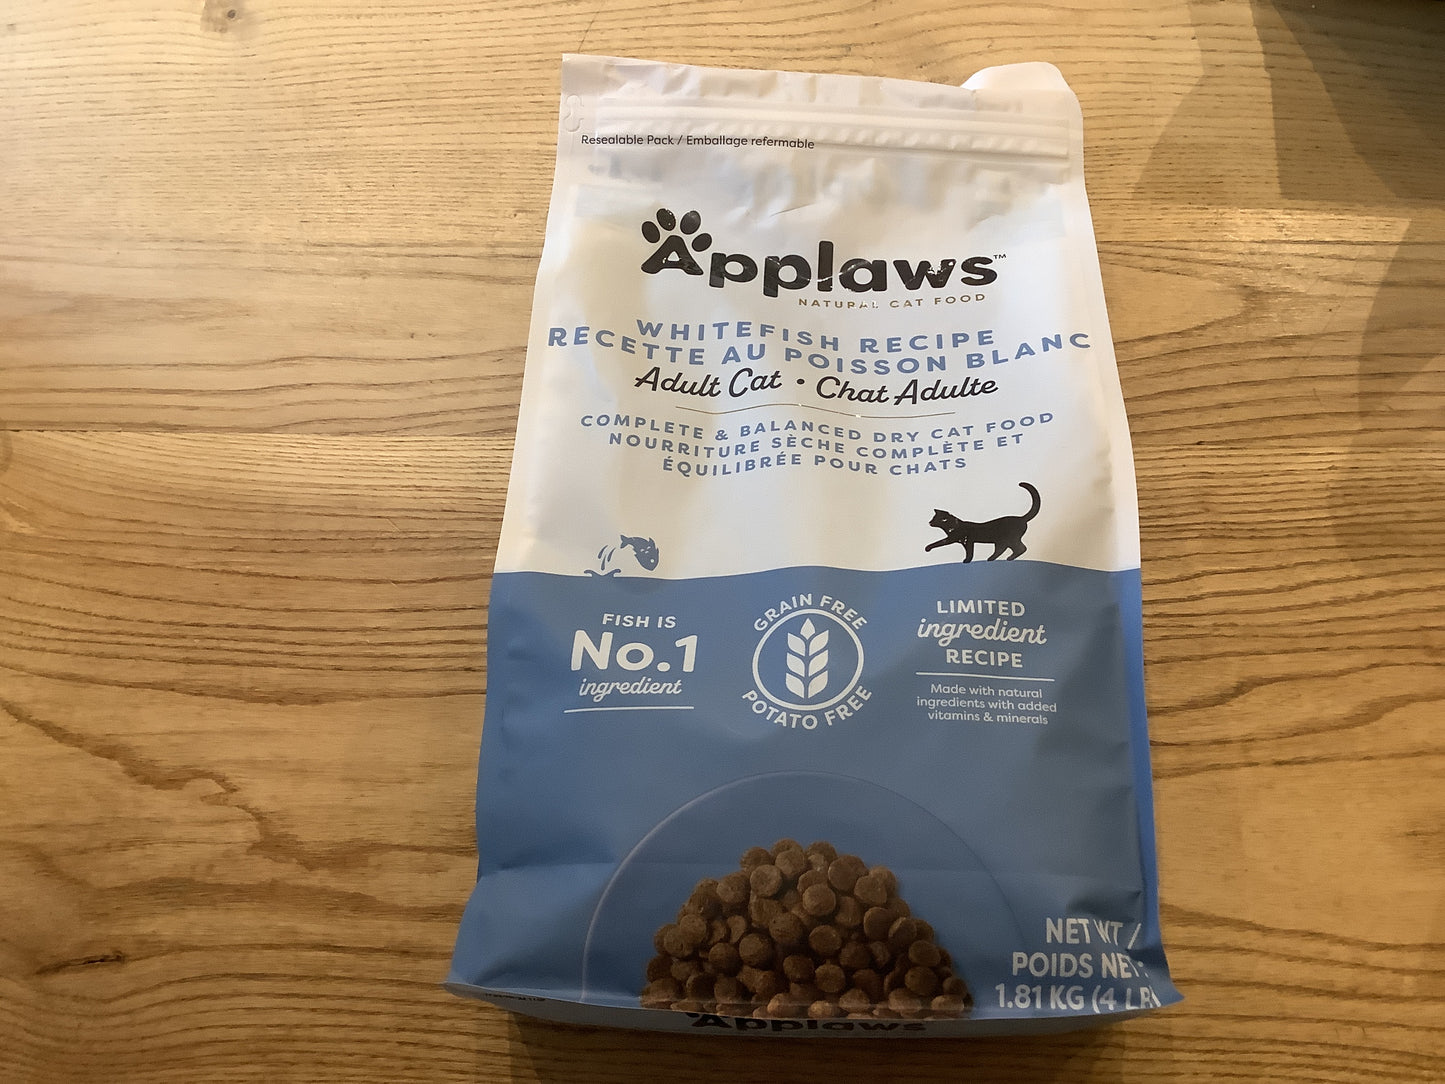 Resealable Pack / Emballage refermable
Applaws™
NATURAL CAT FOOD
WHITEFISH RECIPE
RECETTE AU POISSON BLANC
Adult Cat • Chat Adulte
COMPLETE & BALANCED DRY CAT FOOD
NOURRITURE SÈCHE COMPLÈTE ET
ÉQUILIBRÉE POUR CHATS
FISH IS
No.1
ingredient
GRAIN FREE
POTATO FREE
LIMITED
ingredient
RECIPE
Made with natural
ingredients with added
vitamins & minerals
NET WT /
POIDS NET:
1.81 KG (4 LB
Applaws